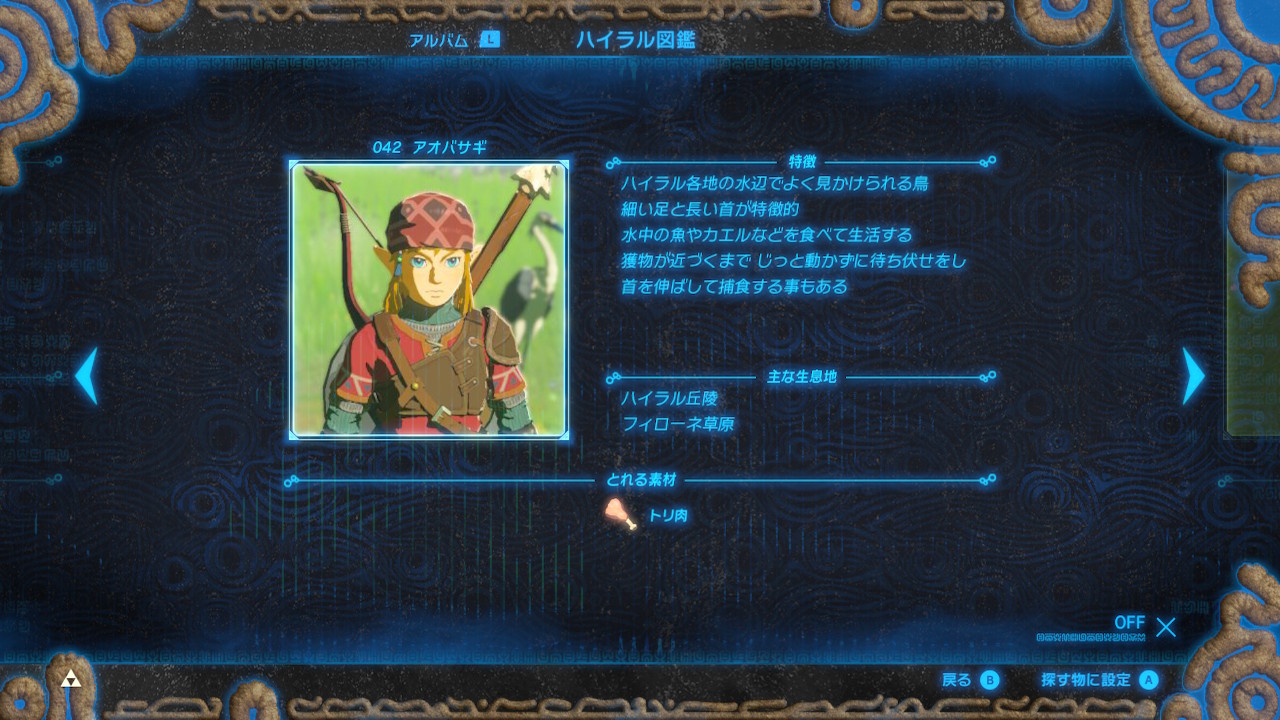 アルバム L
ハイラル図鑑
042 アオバサギ
特徴
ハイラル各地の水辺でよく見かけられる鳥
細い足と長い首が特徴的
水中の魚やカエルなどを食べて生活する
獲物が近づくまで じっと動かずに待ち伏せをし
首を伸ばして捕食する事もある
主な生息地
ハイラル丘陵
フィローネ草原
とれる素材
トリ肉
OFF
戻る B
探す物に設定 A